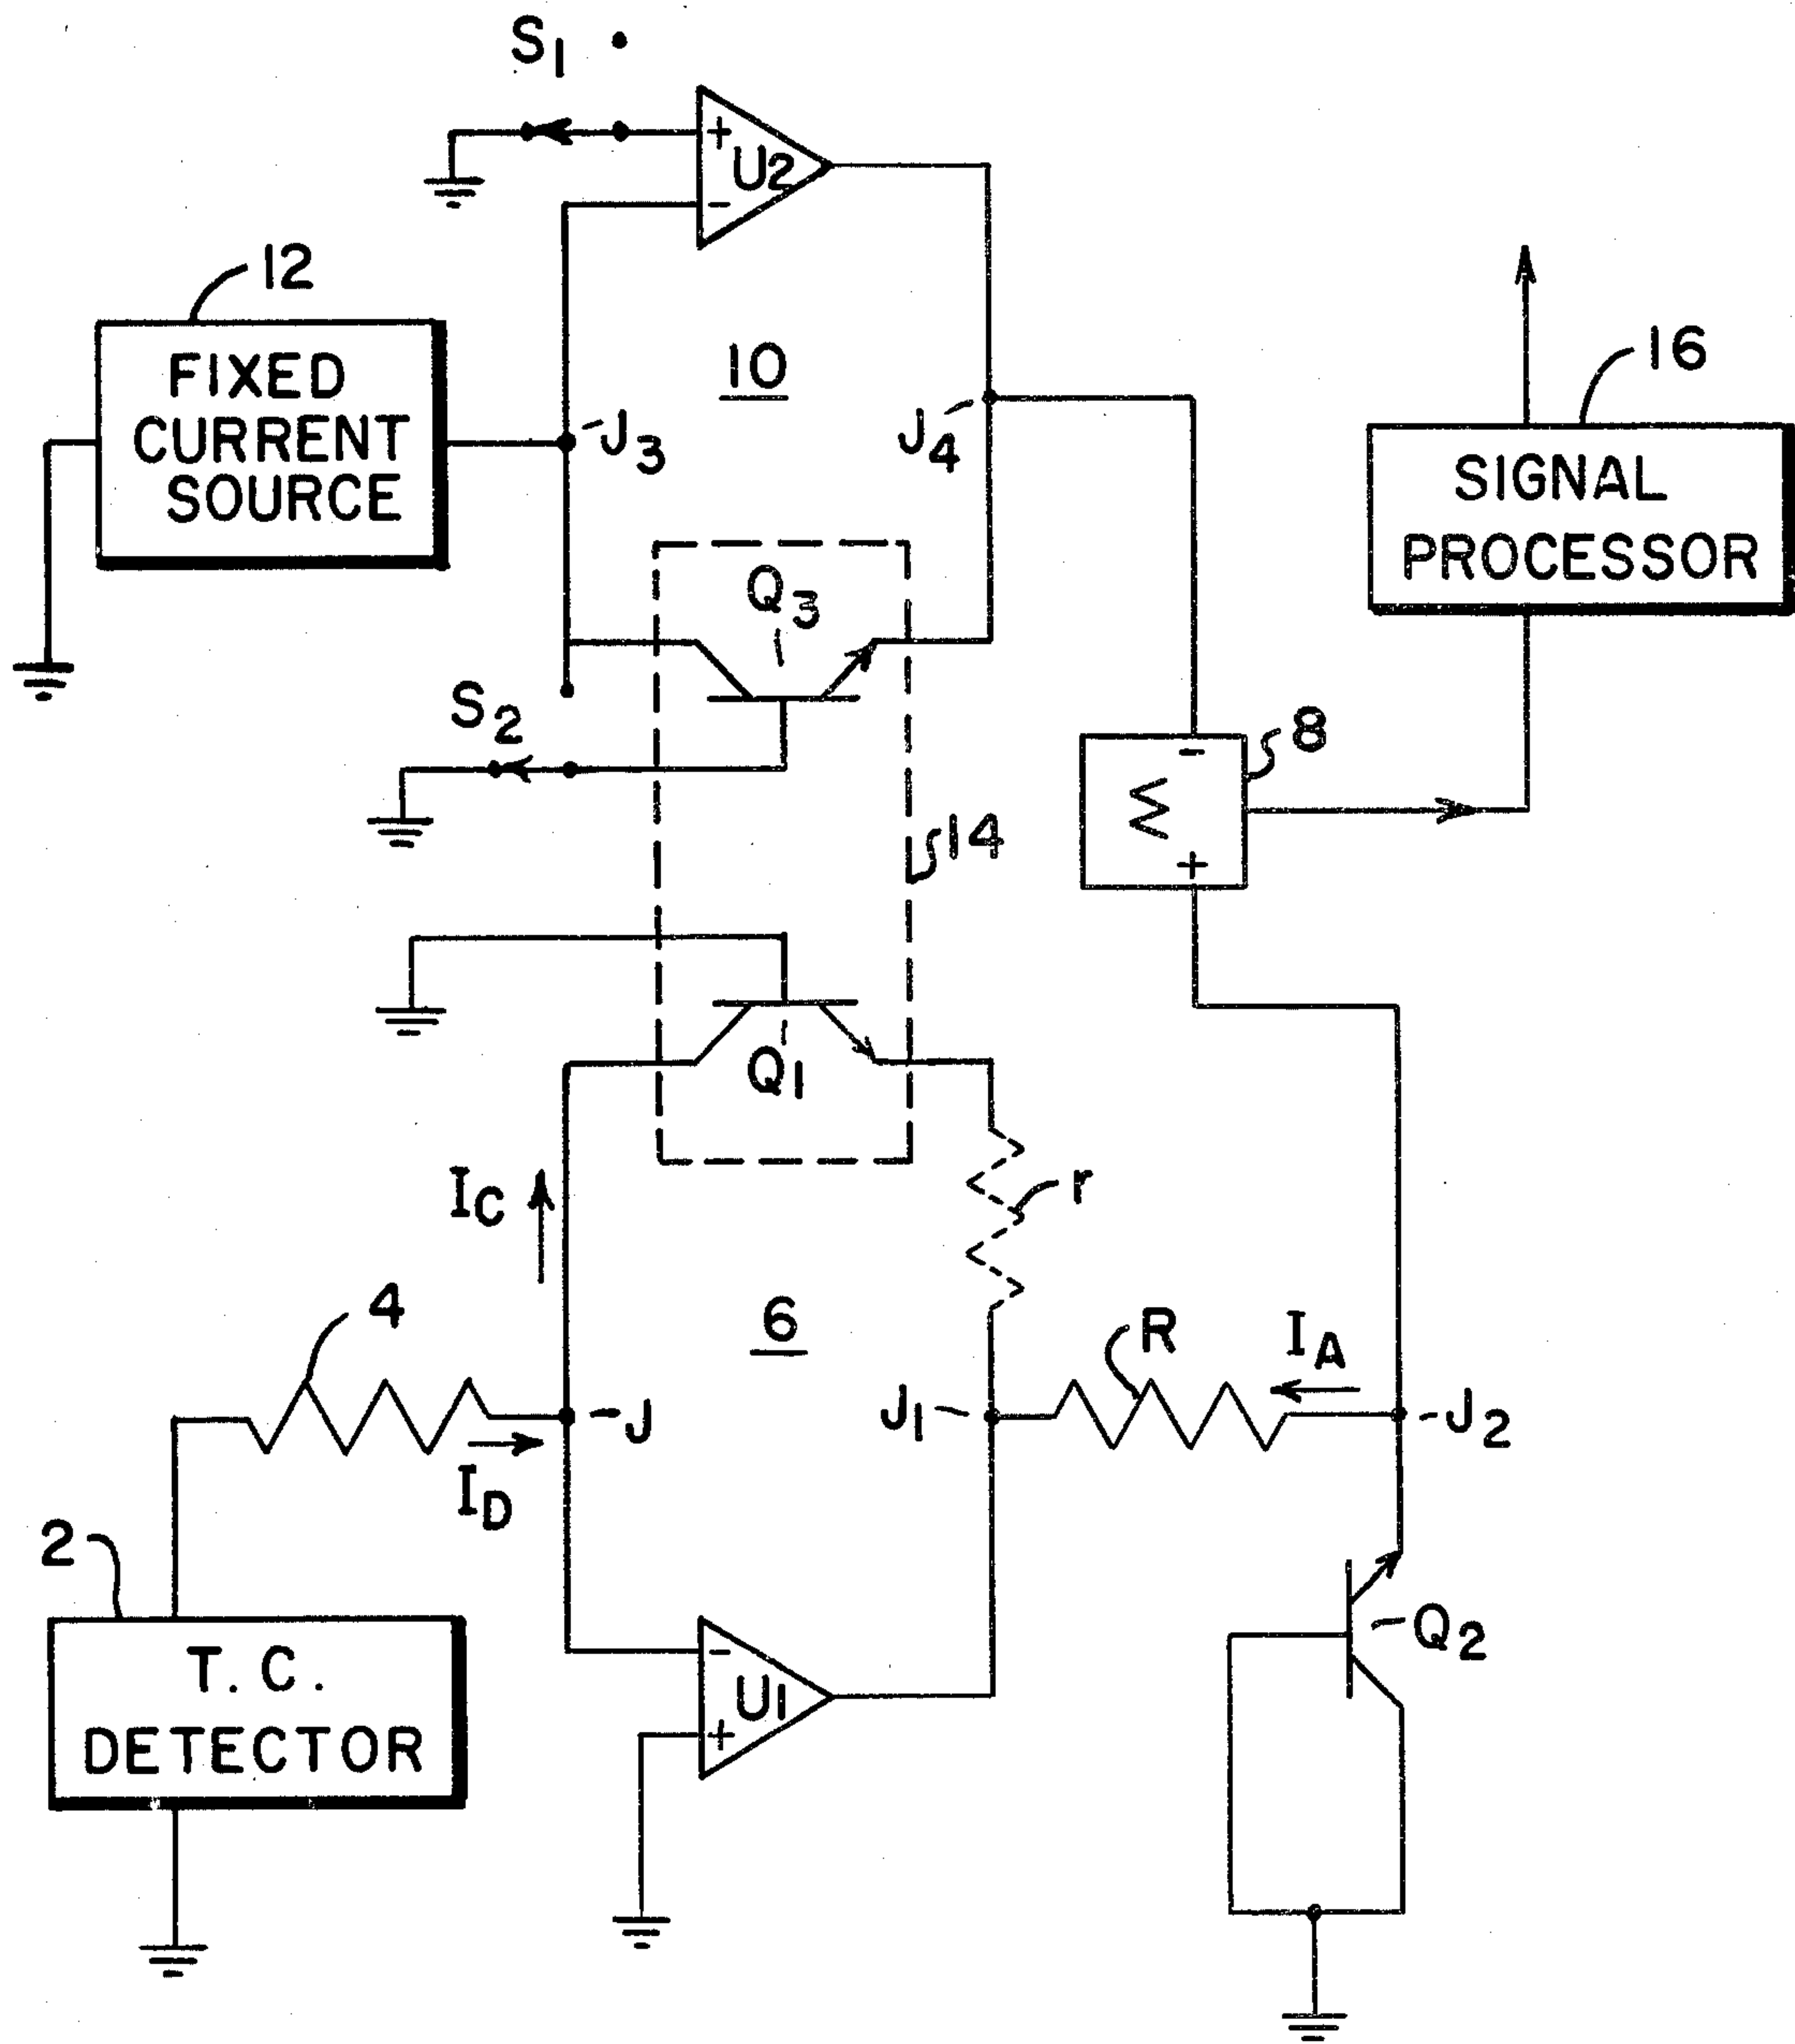 S1
+
U2
-
12
FIXED
CURRENT
SOURCE
J3
10
J4
16
SIGNAL
PROCESSOR
Q3
S2
-
8
Σ
+
14
Q1
IC
r
4
6
R
IA
J
J1
J2
ID
2
T. C.
DETECTOR
-
U1
+
Q2